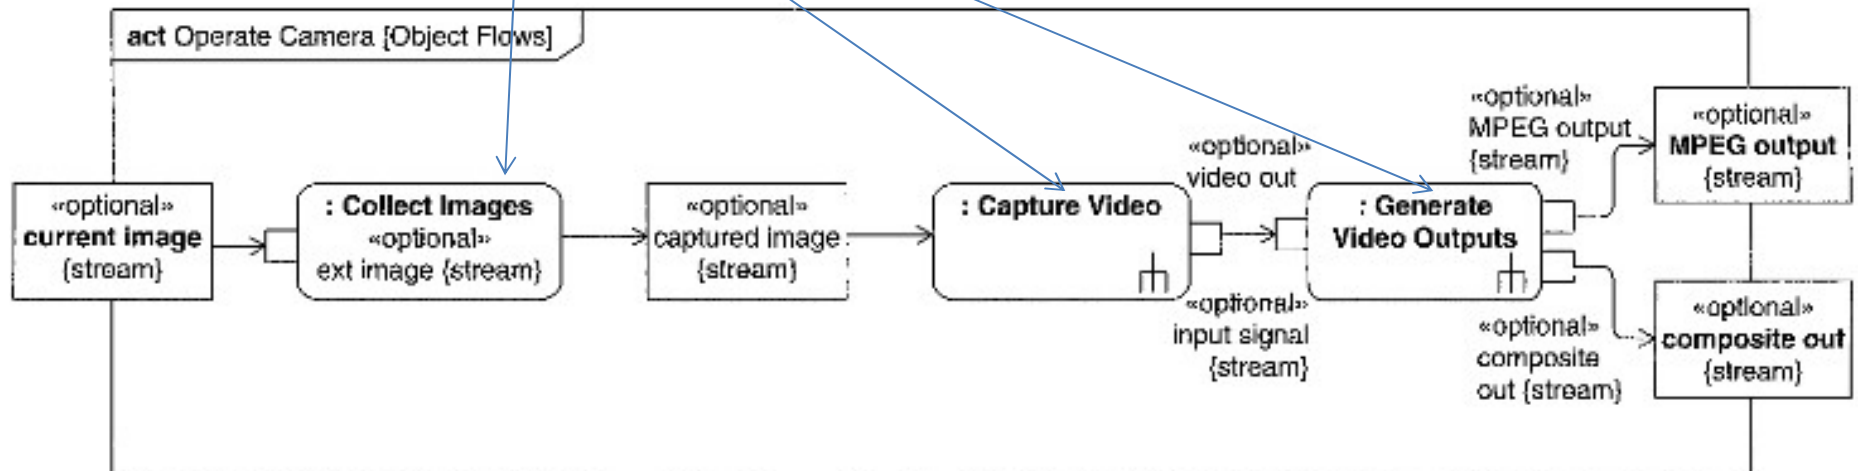 act Operate Camera [Object Flows]
«optional»
current image
{stream}
: Collect Images
«optional»
ext image {stream}
«optional»
captured image
{stream}
: Capture Video
«optional»
video out
«optional»
input signal
{stream}
: Generate
Video Outputs
«optional»
MPEG output
{stream}
«optional»
composite
out {stream}
«optional»
MPEG output
{stream}
«optional»
composite out
{stream}